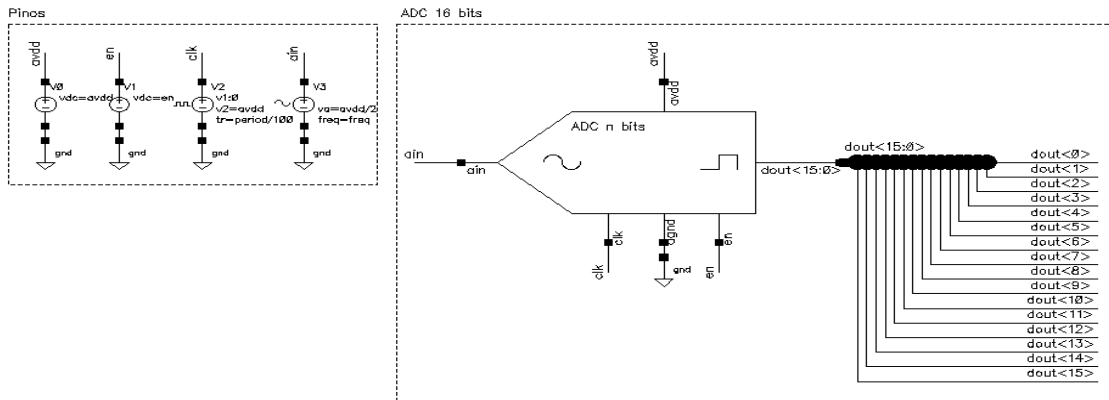 Pinos
avdd
en
clk
ain
V0
vdc=avdd
V1
vdc=en
V2
v1:0
v2=avdd
tr=period/100
V3
va=avdd/2
freq=freq
gnd
gnd
gnd
gnd
ADC 16 bits
avdd
avdd
ADC n bits
ain
ain
clk
clk
agnd
gnd
en
en
dout<15:0>
dout<15:0>
dout<0>
dout<1>
dout<2>
dout<3>
dout<4>
dout<5>
dout<6>
dout<7>
dout<8>
dout<9>
dout<10>
dout<11>
dout<12>
dout<13>
dout<14>
dout<15>